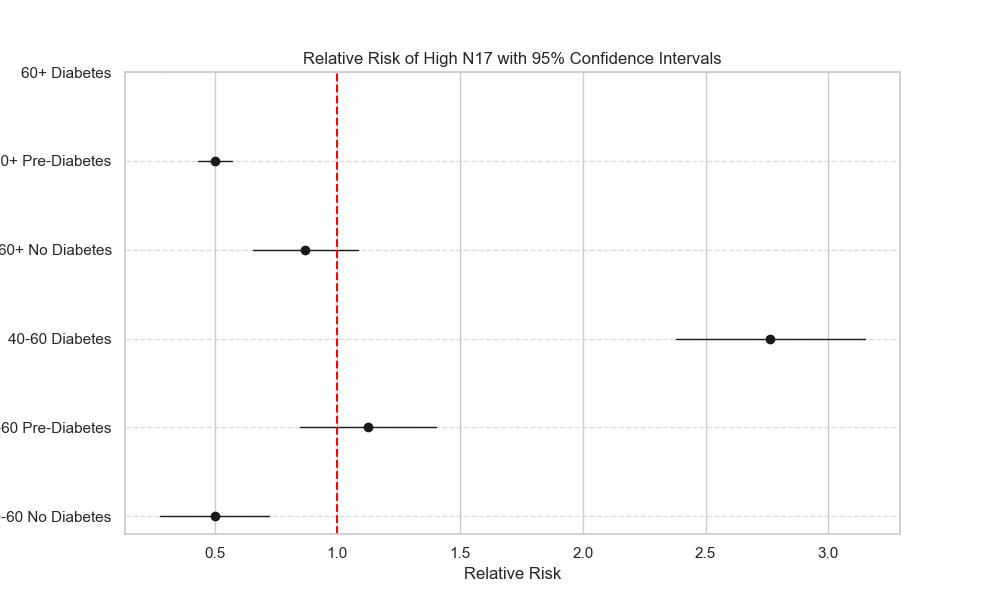 Relative Risk of High N17 with 95% Confidence Intervals
60+ Diabetes
0+ Pre-Diabetes
60+ No Diabetes
40-60 Diabetes
-60 Pre-Diabetes
-60 No Diabetes
0.5 1.0 1.5 2.0 2.5 3.0
Relative Risk